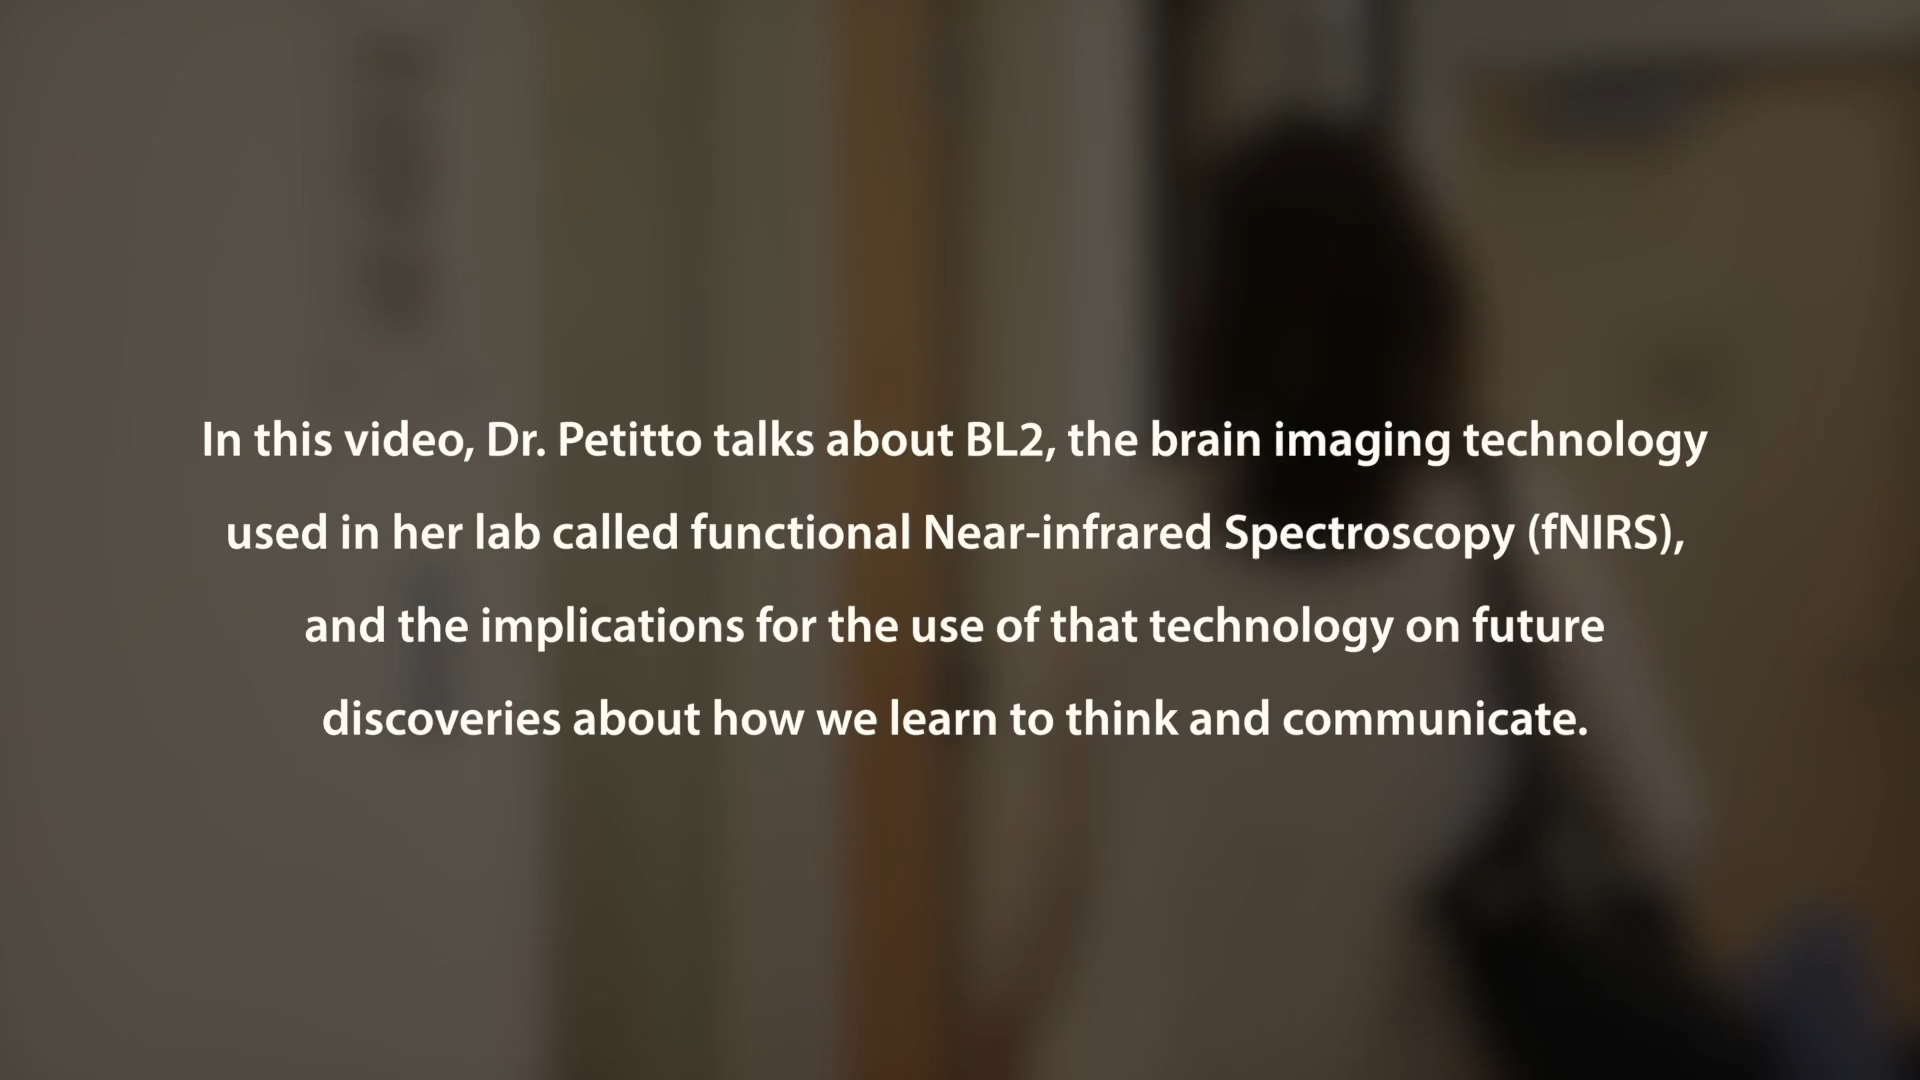 In this video, Dr. Petitto talks about BL2, the brain imaging technology
used in her lab called functional Near-infrared Spectroscopy (fNIRS),
and the implications for the use of that technology on future
discoveries about how we learn to think and communicate.